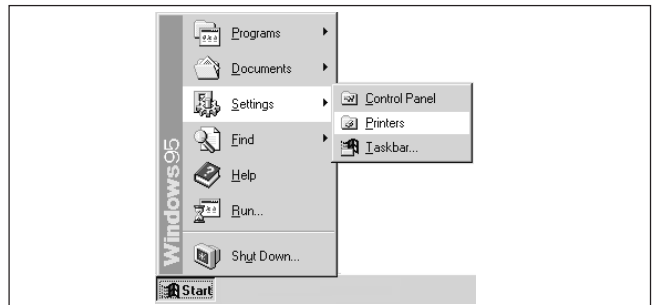 Windows95
Programs
Documents
Settings
Find
Help
Run...
Shut Down...
Control Panel
Printers
Taskbar...
Start